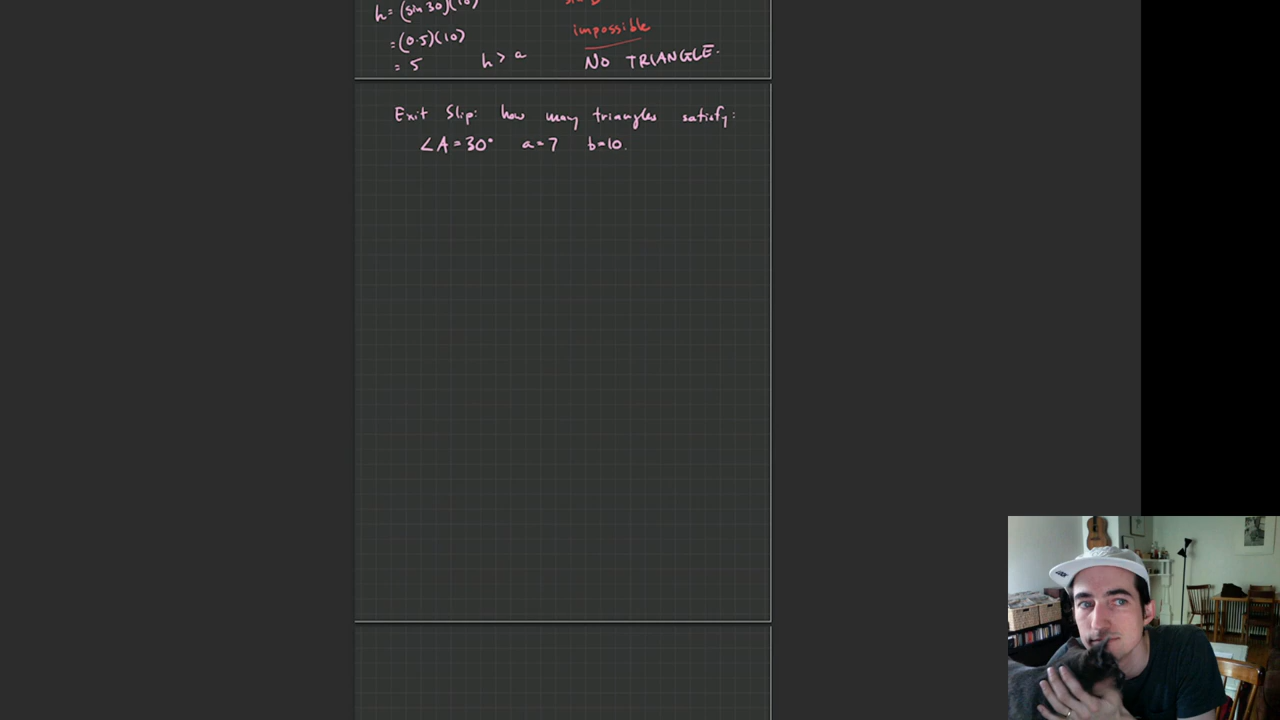 h = (sin 30)(10)
= (0.5)(10)
= 5 h > a
impossible
NO TRIANGLE.
Exit Slip: how many triangles satisfy:
∠A = 30° a = 7 b = 10.